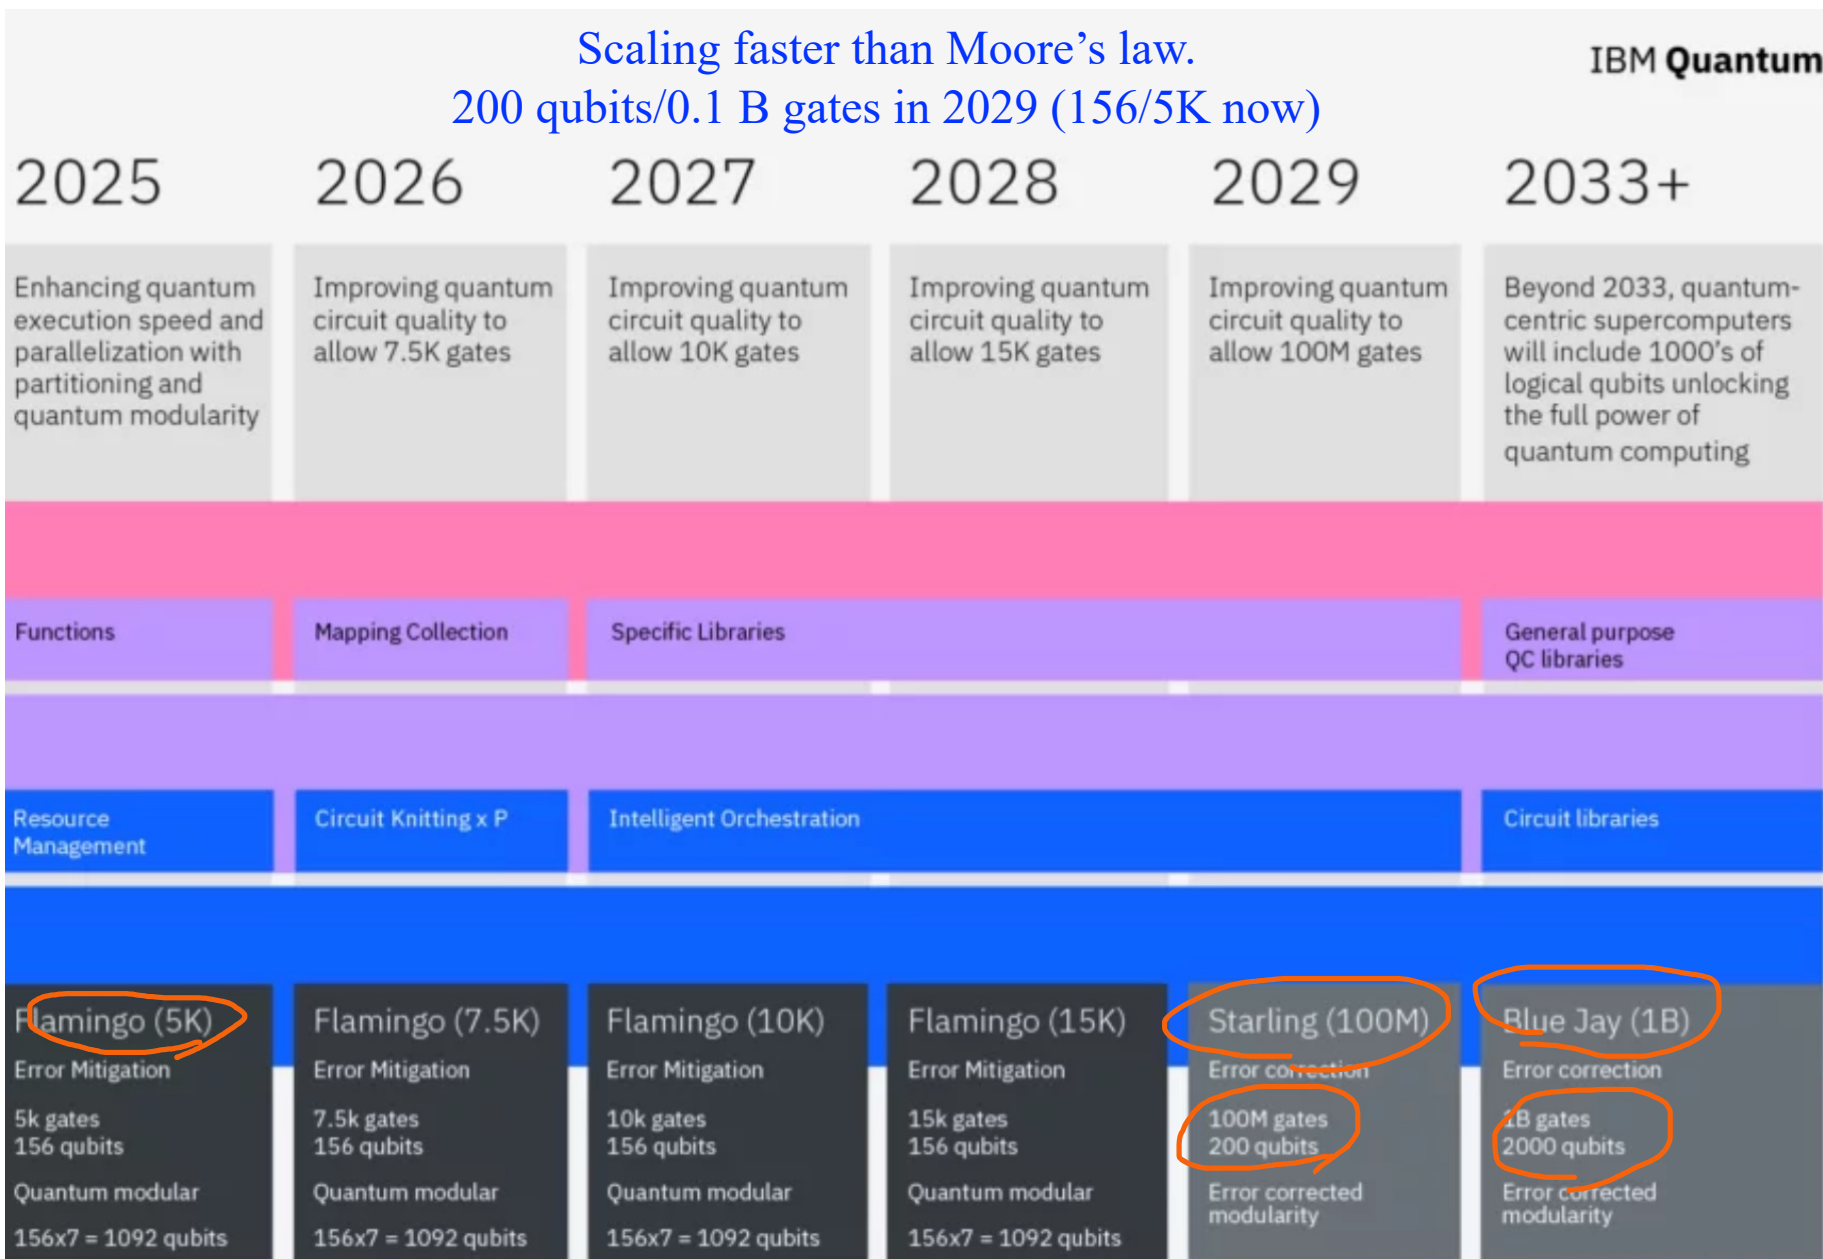 Scaling faster than Moore's law.
200 qubits/0.1 B gates in 2029 (156/5K now)
IBM Quantum
2025
Enhancing quantum
execution speed and
parallelization with
partitioning and
quantum modularity
2026
Improving quantum
circuit quality to
allow 7.5K gates
2027
Improving quantum
circuit quality to
allow 10K gates
2028
Improving quantum
circuit quality to
allow 15K gates
2029
Improving quantum
circuit quality to
allow 100M gates
2033+
Beyond 2033, quantum-
centric supercomputers
will include 1000's of
logical qubits unlocking
the full power of
quantum computing
Functions
Mapping Collection
Specific Libraries
General purpose
QC libraries
Resource
Management
Circuit Knitting x P
Intelligent Orchestration
Circuit libraries
Flamingo (5K)
Error Mitigation
5k gates
156 qubits
Quantum modular
156x7 = 1092 qubits
Flamingo (7.5K)
Error Mitigation
7.5k gates
156 qubits
Quantum modular
156x7 = 1092 qubits
Flamingo (10K)
Error Mitigation
10k gates
156 qubits
Quantum modular
156x7 = 1092 qubits
Flamingo (15K)
Error Mitigation
15k gates
156 qubits
Quantum modular
156x7 = 1092 qubits
Starling (100M)
Error correction
100M gates
200 qubits
Error corrected
modularity
Blue Jay (1B)
Error correction
1B gates
2000 qubits
Error corrected
modularity